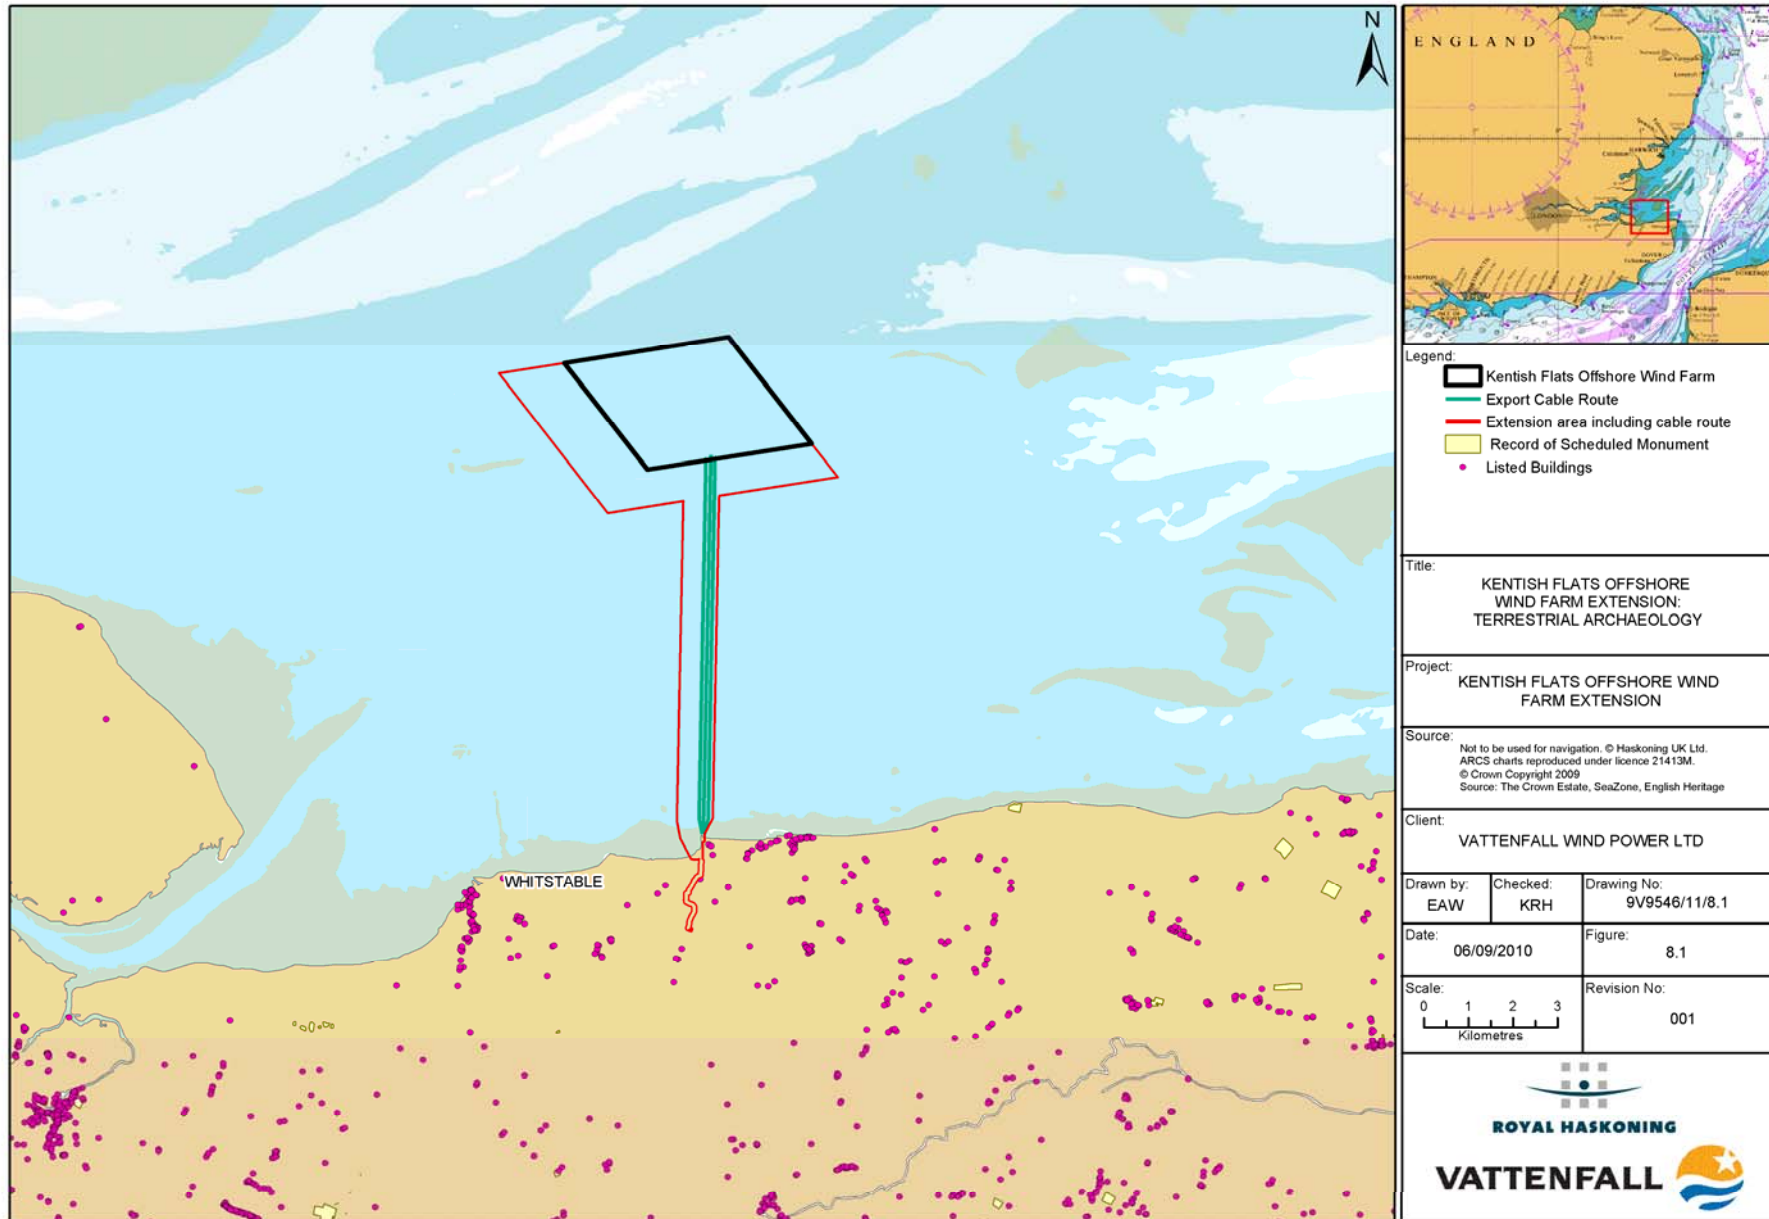 N
WHITSTABLE
ENGLAND
LONDON
Legend:
Kentish Flats Offshore Wind Farm
Export Cable Route
Extension area including cable route
Record of Scheduled Monument
Listed Buildings
Title:
KENTISH FLATS OFFSHORE
WIND FARM EXTENSION:
TERRESTRIAL ARCHAEOLOGY
Project:
KENTISH FLATS OFFSHORE WIND
FARM EXTENSION
Source:
Not to be used for navigation. © Haskoning UK Ltd.
ARCS charts reproduced under licence 21413M.
© Crown Copyright 2009
Source: The Crown Estate, SeaZone, English Heritage
Client:
VATTENFALL WIND POWER LTD
Drawn by:
EAW
Checked:
KRH
Drawing No:
9V9546/11/8.1
Date:
06/09/2010
Figure:
8.1
Scale:
0 1 2 3
Kilometres
Revision No:
001
ROYAL HASKONING
VATTENFALL